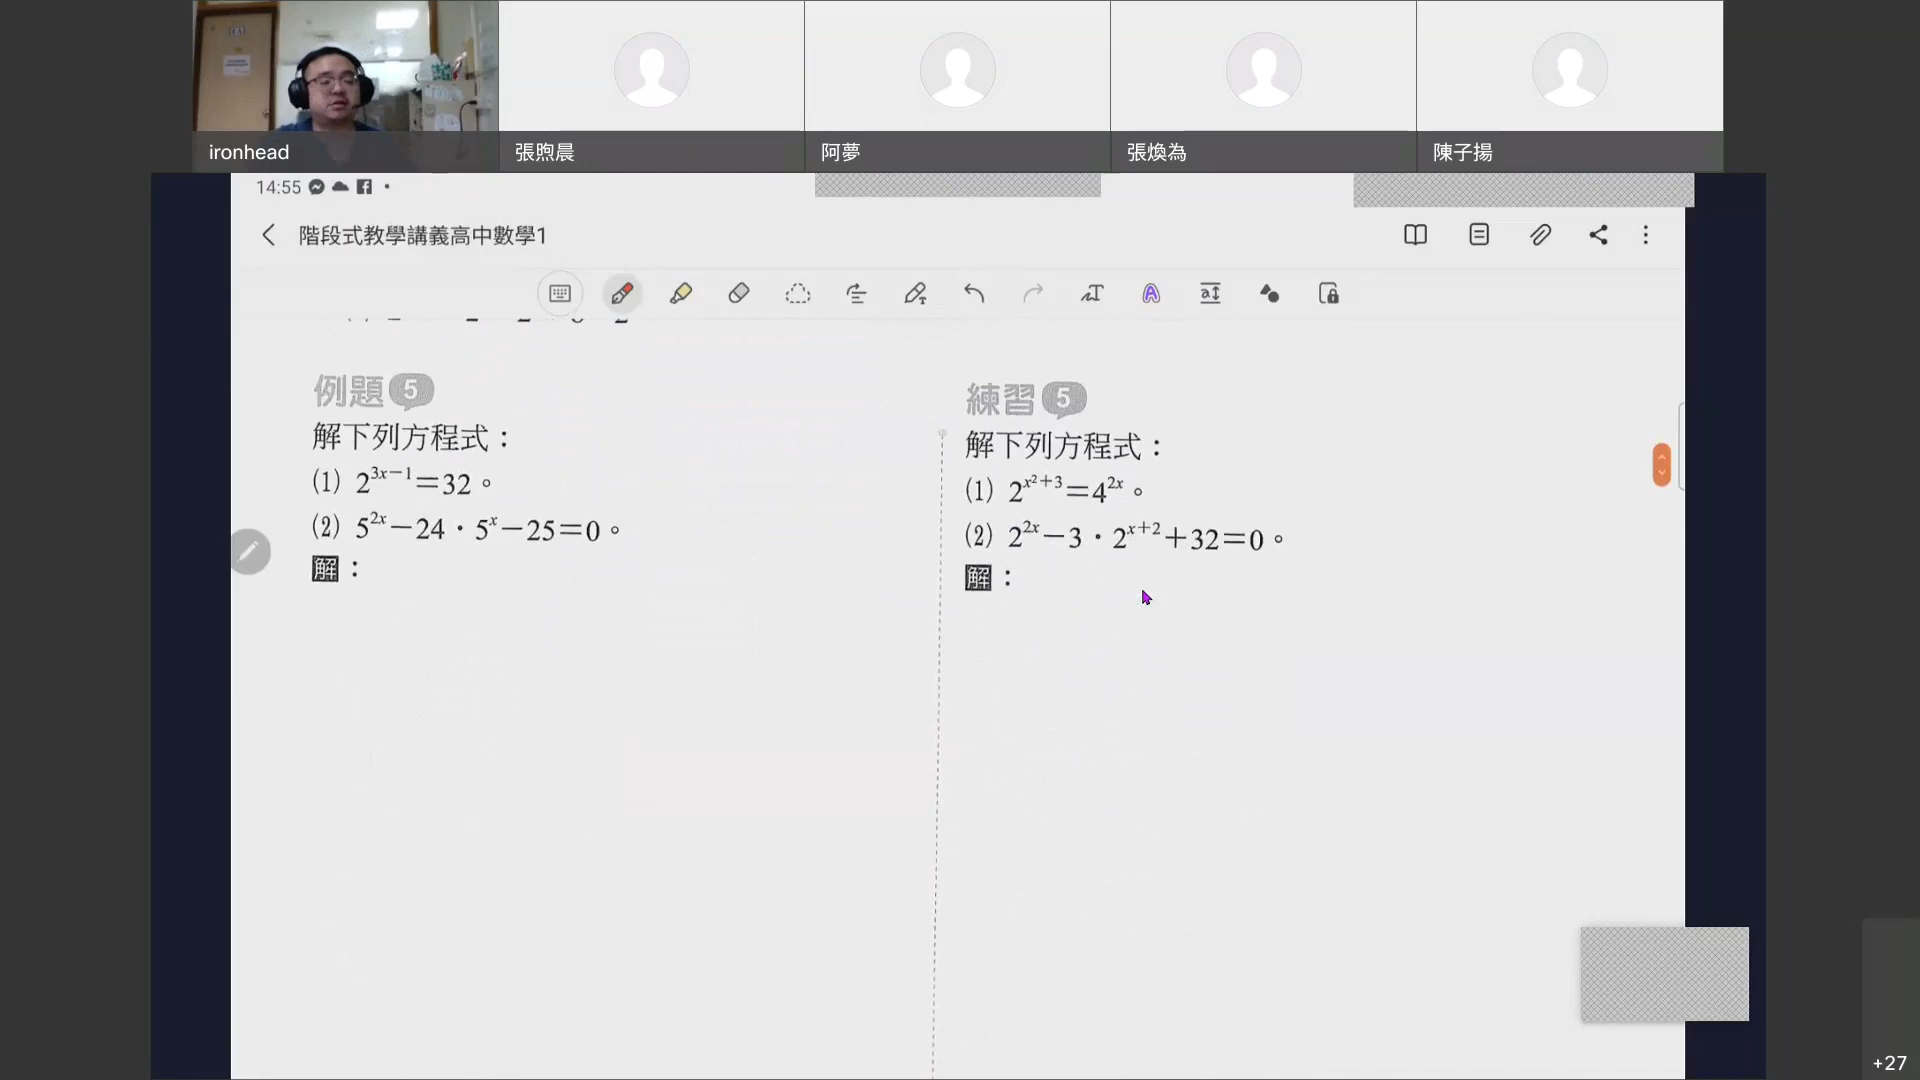 ironhead
張煦晨
阿夢
張煥為
陳子揚
14:55
階段式教學講義高中數學1
例題 5
解下列方程式：
(1) 2^{3x−1}=32。
(2) 5^{2x}−24・5^{x}−25=0。
解：
練習 5
解下列方程式：
(1) 2^{x²+3}=4^{2x}。
(2) 2^{2x}−3・2^{x+2}+32=0。
解：
+27